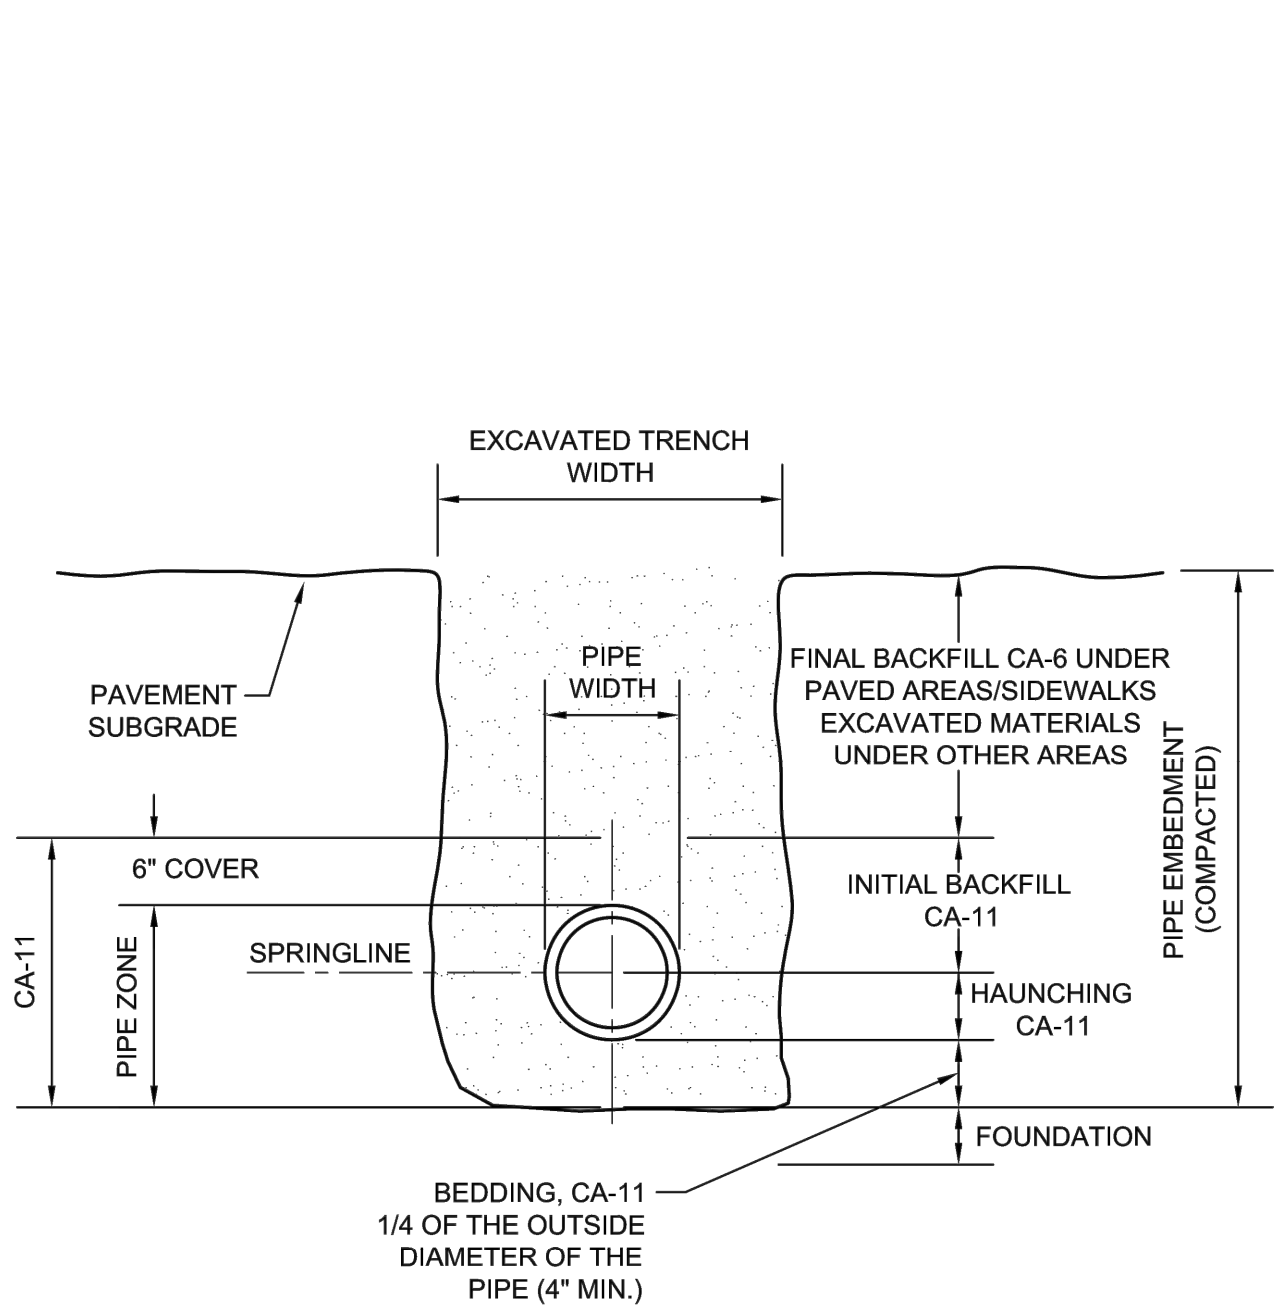 EXCAVATED TRENCH
WIDTH
PIPE
WIDTH
FINAL BACKFILL CA-6 UNDER
PAVED AREAS/SIDEWALKS
EXCAVATED MATERIALS
UNDER OTHER AREAS
PAVEMENT
SUBGRADE
PIPE EMBEDMENT
(COMPACTED)
6" COVER
INITIAL BACKFILL
CA-11
CA-11
PIPE ZONE
SPRINGLINE
HAUNCHING
CA-11
FOUNDATION
BEDDING, CA-11
1/4 OF THE OUTSIDE
DIAMETER OF THE
PIPE (4" MIN.)